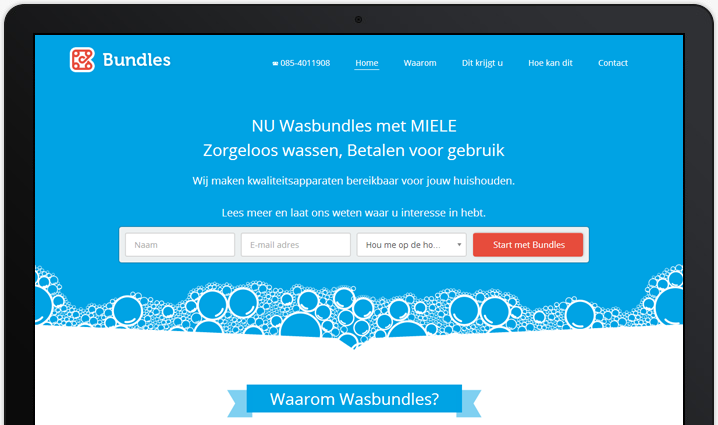 Bundles
085-4011908
Home
Waarom
Dit krijgt u
Hoe kan dit
Contact
NU Wasbundles met MIELE
Zorgeloos wassen, Betalen voor gebruik
Wij maken kwaliteitsapparaten bereikbaar voor jouw huishouden.
Lees meer en laat ons weten waar u interesse in hebt.
Naam
E-mail adres
Hou me op de ho...
Start met Bundles
Waarom Wasbundles?